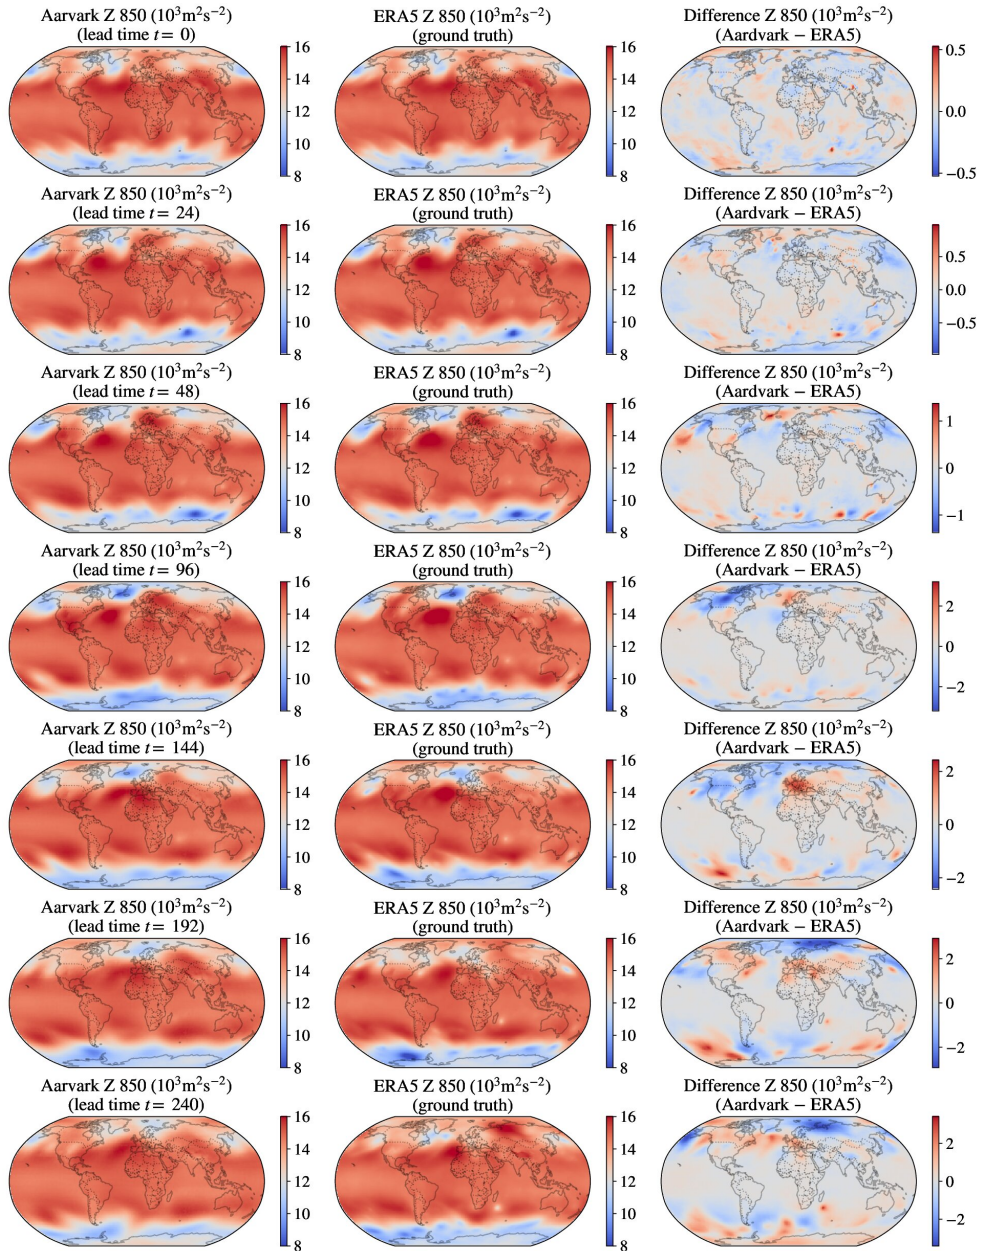 Aarvark Z 850 (10³m²s⁻²)
(lead time t = 0)
ERA5 Z 850 (10³m²s⁻²)
(ground truth)
Difference Z 850 (10³m²s⁻²)
(Aardvark − ERA5)
16
14
12
10
8
16
14
12
10
8
0.5
0.0
−0.5
Aarvark Z 850 (10³m²s⁻²)
(lead time t = 24)
ERA5 Z 850 (10³m²s⁻²)
(ground truth)
Difference Z 850 (10³m²s⁻²)
(Aardvark − ERA5)
16
14
12
10
8
16
14
12
10
8
0.5
0.0
−0.5
Aarvark Z 850 (10³m²s⁻²)
(lead time t = 48)
ERA5 Z 850 (10³m²s⁻²)
(ground truth)
Difference Z 850 (10³m²s⁻²)
(Aardvark − ERA5)
16
14
12
10
8
16
14
12
10
8
1
0
−1
Aarvark Z 850 (10³m²s⁻²)
(lead time t = 96)
ERA5 Z 850 (10³m²s⁻²)
(ground truth)
Difference Z 850 (10³m²s⁻²)
(Aardvark − ERA5)
16
14
12
10
8
16
14
12
10
8
2
0
−2
Aarvark Z 850 (10³m²s⁻²)
(lead time t = 144)
ERA5 Z 850 (10³m²s⁻²)
(ground truth)
Difference Z 850 (10³m²s⁻²)
(Aardvark − ERA5)
16
14
12
10
8
16
14
12
10
8
2
0
−2
Aarvark Z 850 (10³m²s⁻²)
(lead time t = 192)
ERA5 Z 850 (10³m²s⁻²)
(ground truth)
Difference Z 850 (10³m²s⁻²)
(Aardvark − ERA5)
16
14
12
10
8
16
14
12
10
8
2
0
−2
Aarvark Z 850 (10³m²s⁻²)
(lead time t = 240)
ERA5 Z 850 (10³m²s⁻²)
(ground truth)
Difference Z 850 (10³m²s⁻²)
(Aardvark − ERA5)
16
14
12
10
8
16
14
12
10
8
2
0
−2